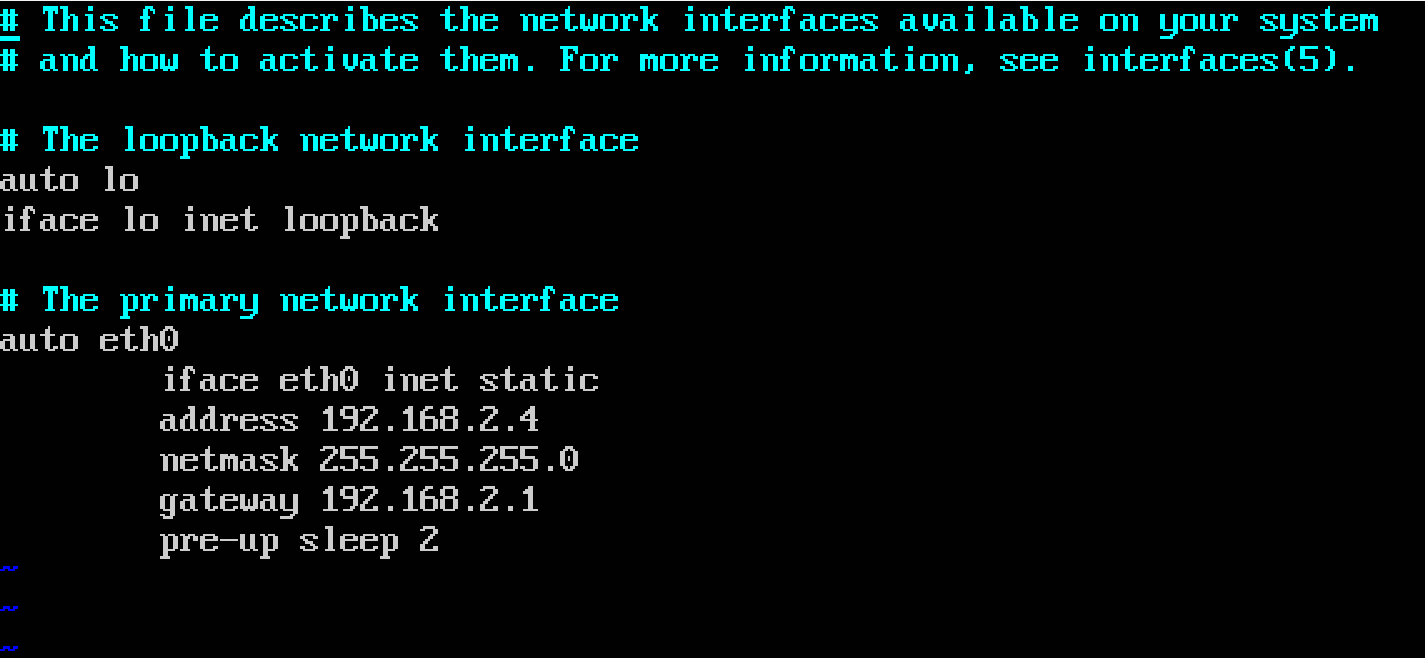 # This file describes the network interfaces available on your system
# and how to activate them. For more information, see interfaces(5).
# The loopback network interface
auto lo
iface lo inet loopback
# The primary network interface
auto eth0
iface eth0 inet static
address 192.168.2.4
netmask 255.255.255.0
gateway 192.168.2.1
pre-up sleep 2
~
~
~